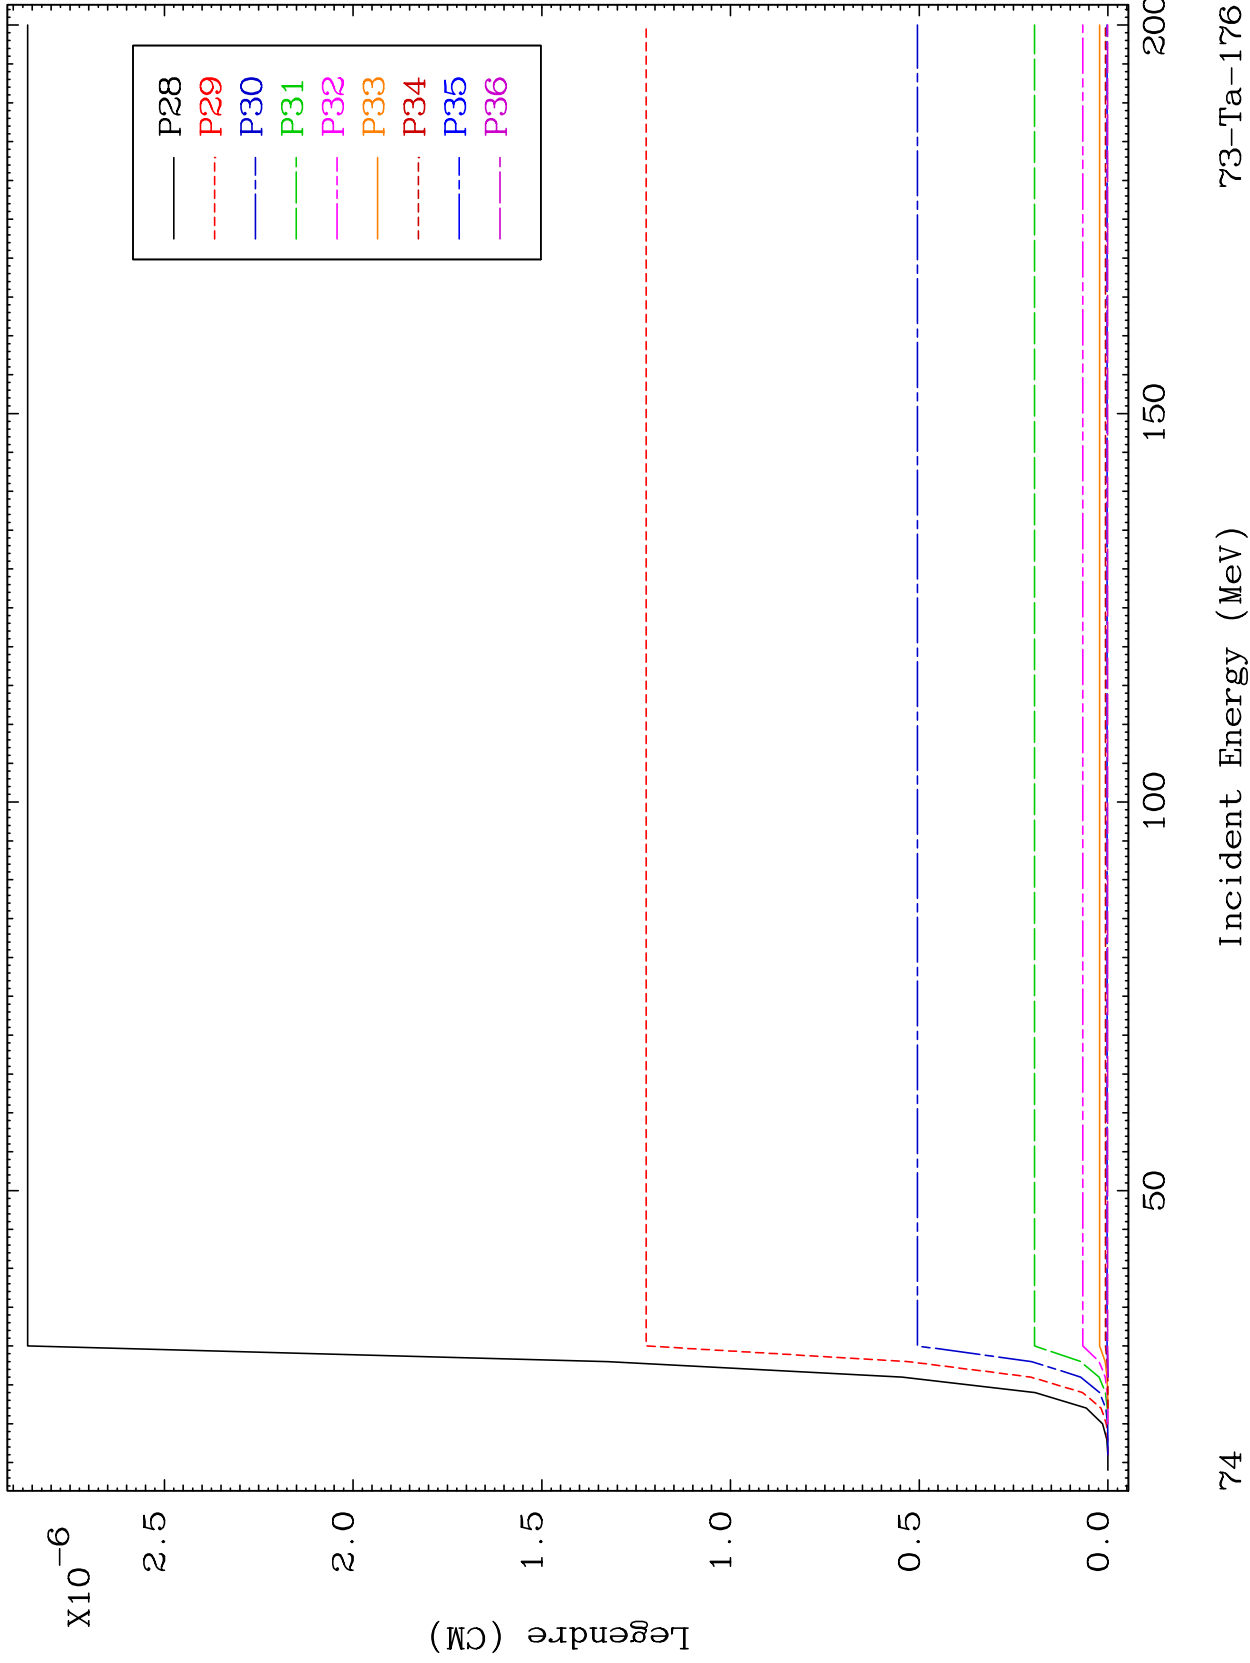 X10-6
2.5
2.0
1.5
1.0
0.5
0.0
Legendre (CM)
P28
P29
P30
P31
P32
P33
P34
P35
P36
50
100
150
200
Incident Energy (MeV)
74
73-Ta-176